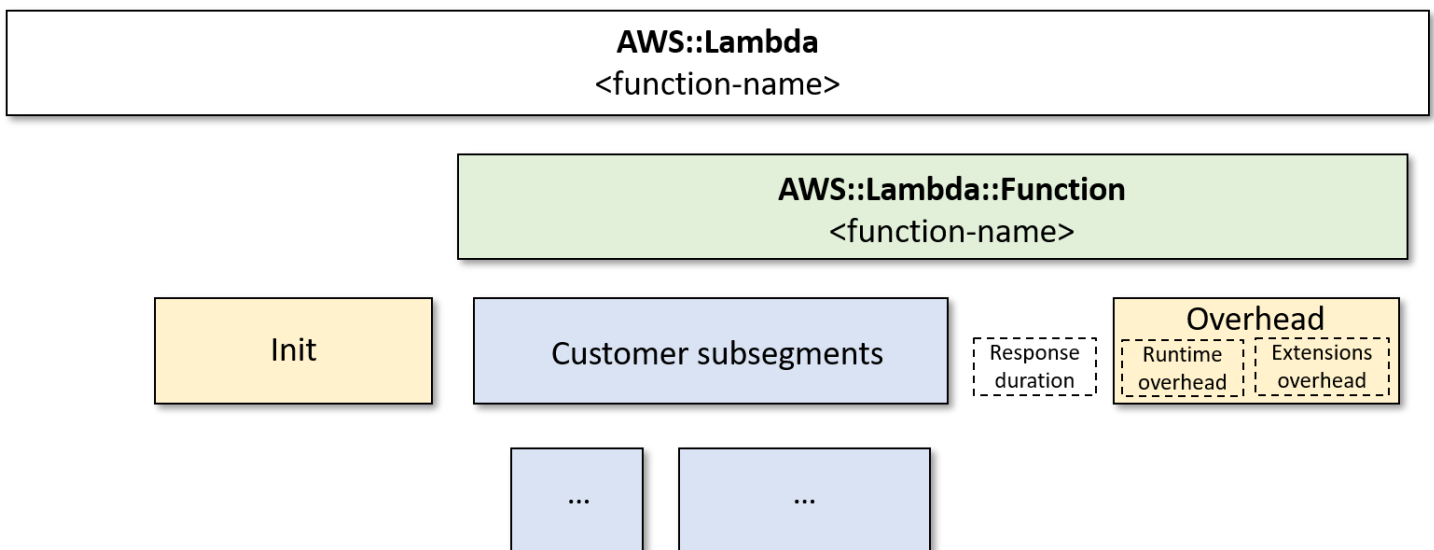 AWS::Lambda
<function-name>
AWS::Lambda::Function
<function-name>
Init
Customer subsegments
Response
duration
Overhead
Runtime
overhead
Extensions
overhead
...
...